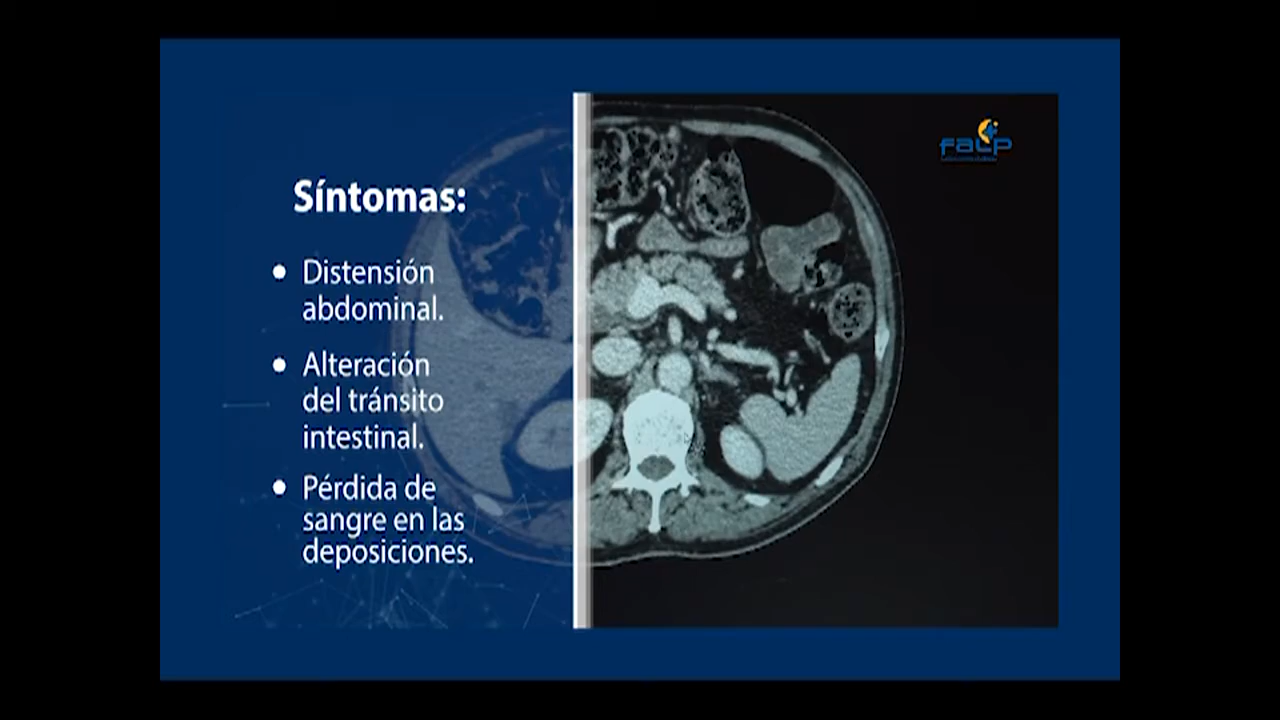 falp
Síntomas:
• Distensión
abdominal.
• Alteración
del tránsito
intestinal.
• Pérdida de
sangre en las
deposiciones.